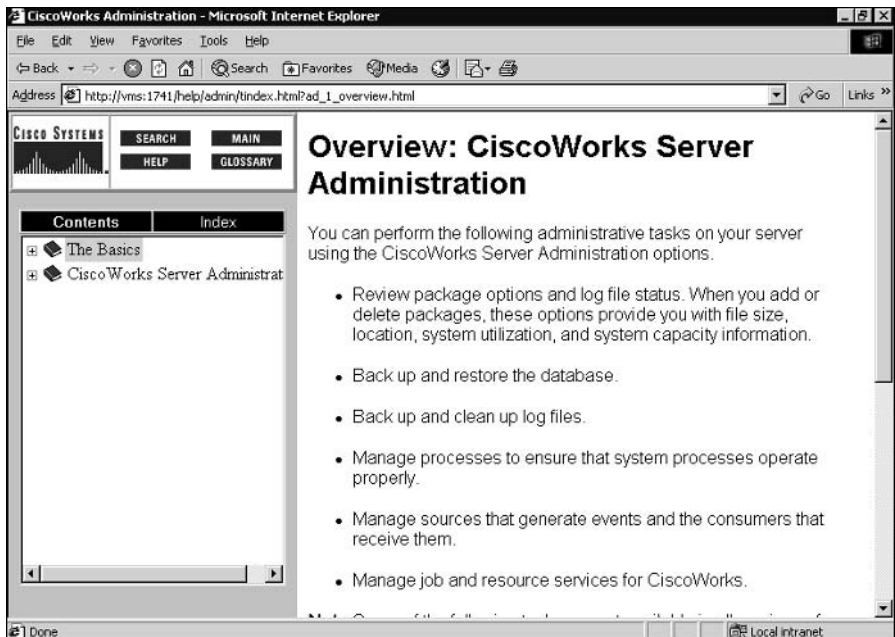 CiscoWorks Administration - Microsoft Internet Explorer
File Edit View Favorites Tools Help
Back Search Favorites Media
Address http://vms:1741/help/admin/tindex.html?ad_1_overview.html Go Links »
CISCO SYSTEMS
SEARCH MAIN
HELP GLOSSARY
Contents Index
The Basics
CiscoWorks Server Administrat
Overview: CiscoWorks Server
Administration
You can perform the following administrative tasks on your server
using the CiscoWorks Server Administration options.
• Review package options and log file status. When you add or
delete packages, these options provide you with file size,
location, system utilization, and system capacity information.
• Back up and restore the database.
• Back up and clean up log files.
• Manage processes to ensure that system processes operate
properly.
• Manage sources that generate events and the consumers that
receive them.
• Manage job and resource services for CiscoWorks.
Done Local intranet